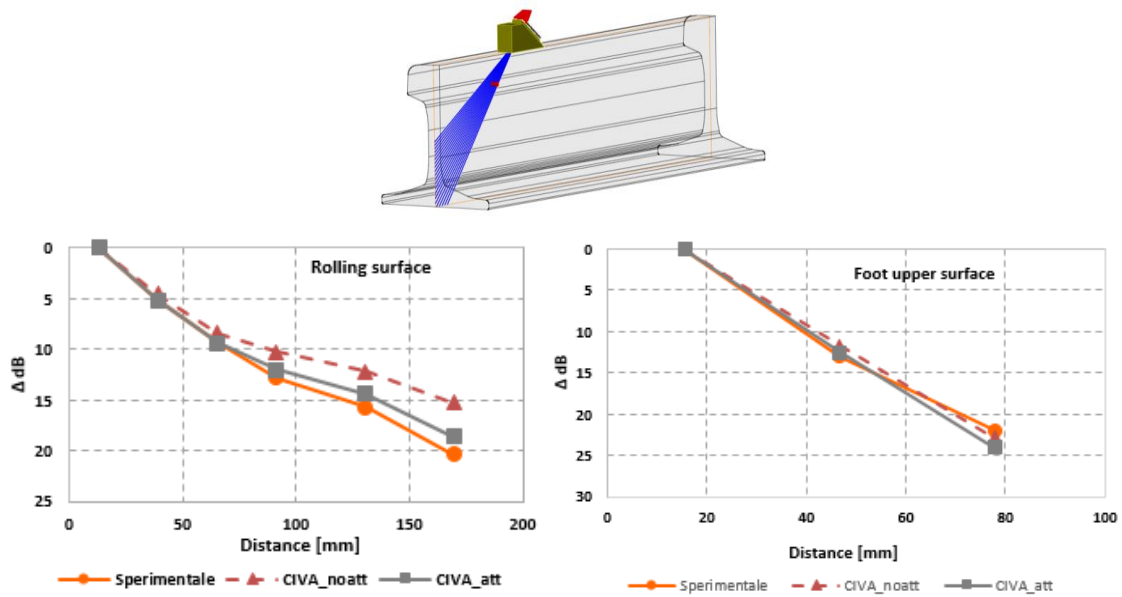 Rolling surface
Δ dB
0
5
10
15
20
25
0 50 100 150 200
Distance [mm]
Sperimentale CIVA_noatt CIVA_att
Foot upper surface
Δ dB
0
5
10
15
20
25
30
0 20 40 60 80 100
Distance [mm]
Sperimentale CIVA_noatt CIVA_att